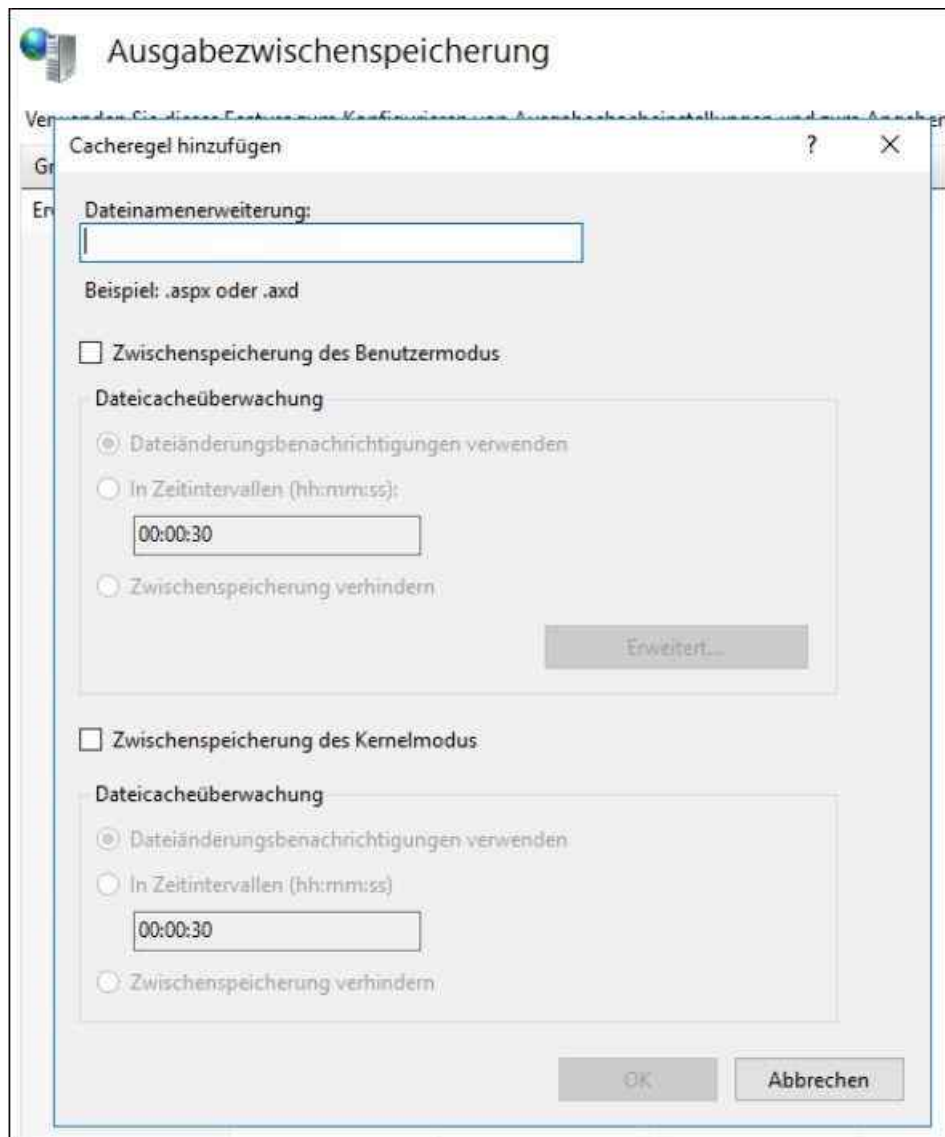 Ausgabezwischenspeicherung
Cacheregel hinzufügen
?
Gr
Dateinamenerweiterung:
Beispiel: .aspx oder .axd
Zwischenspeicherung des Benutzermodus
Dateicacheüberwachung
Dateiänderungsbenachrichtigungen verwenden
In Zeitintervallen (hh:mm:ss):
00:00:30
Zwischenspeicherung verhindern
Erweitert...
Zwischenspeicherung des Kernelmodus
Dateicacheüberwachung
Dateiänderungsbenachrichtigungen verwenden
In Zeitintervallen (hh:mm:ss)
00:00:30
Zwischenspeicherung verhindern
OK Abbrechen